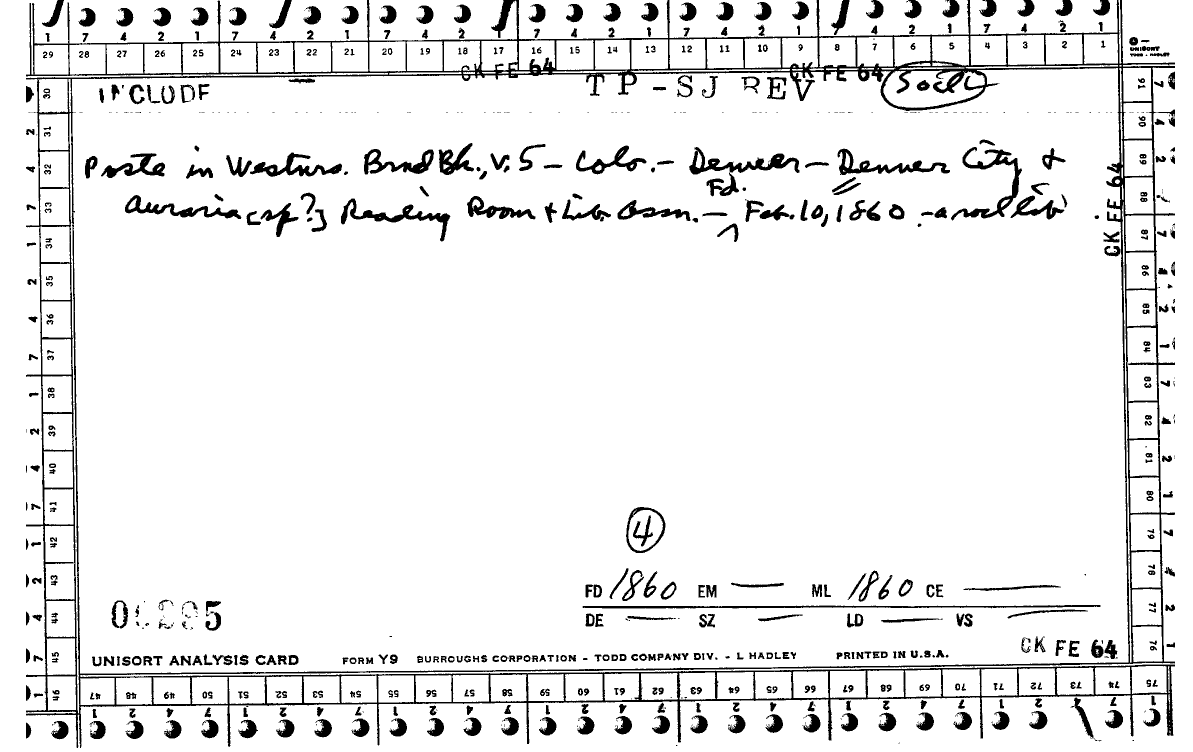 1 7 4 2 1 7 4 2 1 7 4 2 1 7 4 2 1 7 4 2 1 7 4 2 1 7 4 2 1
29 28 27 26 25 24 23 22 21 20 19 18 17 16 15 14 13 12 11 10 9 8 7 6 5 4 3 2 1
UNISORT
TODD - HADLEY
CK FE 64
CK FE 64
INCLUDE
TP - SJ REV
Socl
Poste in Westnrs. Brnd Bk., V. 5 – Colo. – Denver – Denver City &
Fd.
Auraria [sp?] Reading Room & Lib Assn. – Feb. 10, 1860 – a socl lib
CK FE 64
30 31 32 33 34 35 36 37 38 39 40 41 42 43 44 45 46
91 90 89 88 87 86 85 84 83 82 81 80 79 78 77 76
4
FD 1860 EM — ML 1860 CE —
DE — SZ — LD — VS —
CK FE 64
UNISORT ANALYSIS CARD FORM Y9 BURROUGHS CORPORATION – TODD COMPANY DIV. – L HADLEY PRINTED IN U.S.A.
47 48 49 50 51 52 53 54 55 56 57 58 59 60 61 62 63 64 65 66 67 68 69 70 71 72 73 74 75
1 2 4 7 1 2 4 7 1 2 4 7 1 2 4 7 1 2 4 7 1 2 4 7 1 2 4 7 1